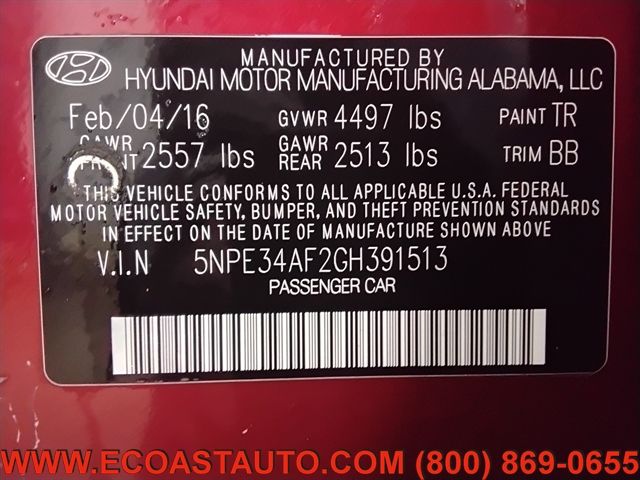 MANUFACTURED BY
HYUNDAI MOTOR MANUFACTURING ALABAMA, LLC
Feb/04/16 GVWR 4497 lbs PAINT TR
GAWR FRONT 2557 lbs GAWR REAR 2513 lbs TRIM BB
THIS VEHICLE CONFORMS TO ALL APPLICABLE U.S.A. FEDERAL
MOTOR VEHICLE SAFETY, BUMPER, AND THEFT PREVENTION STANDARDS
IN EFFECT ON THE DATE OF MANUFACTURE SHOWN ABOVE.
V.I.N 5NPE34AF2GH391513
PASSENGER CAR
WWW.ECOASTAUTO.COM (800) 869-0655